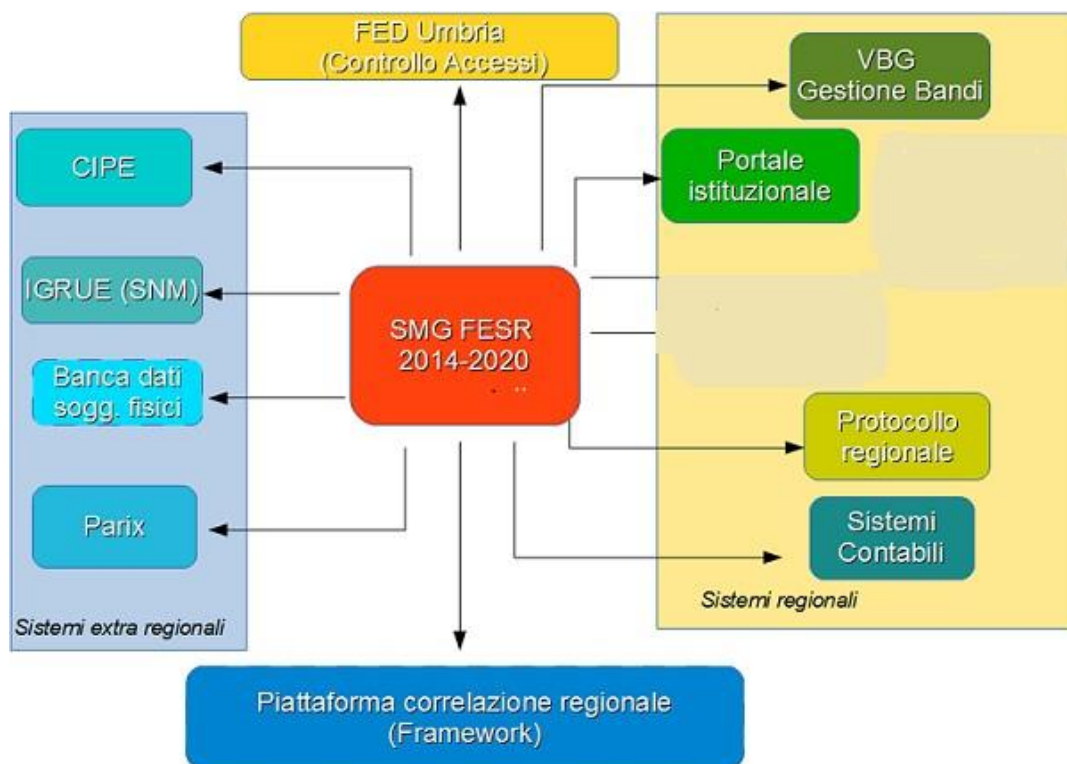 FED Umbria
(Controllo Accessi)
VBG
Gestione Bandi
CIPE
Portale
istituzionale
IGRUE (SNM)
SMG FESR
2014-2020
Banca dati
sogg. fisici
Protocollo
regionale
Parix
Sistemi
Contabili
Sistemi extra regionali
Sistemi regionali
Piattaforma correlazione regionale
(Framework)